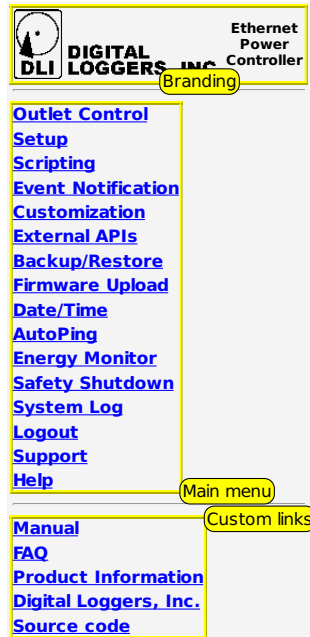 Ethernet
Power
Controller
DLI
DIGITAL
LOGGERS, INC
Branding
Outlet Control
Setup
Scripting
Event Notification
Customization
External APIs
Backup/Restore
Firmware Upload
Date/Time
AutoPing
Energy Monitor
Safety Shutdown
System Log
Logout
Support
Help
Main menu
Custom links
Manual
FAQ
Product Information
Digital Loggers, Inc.
Source code